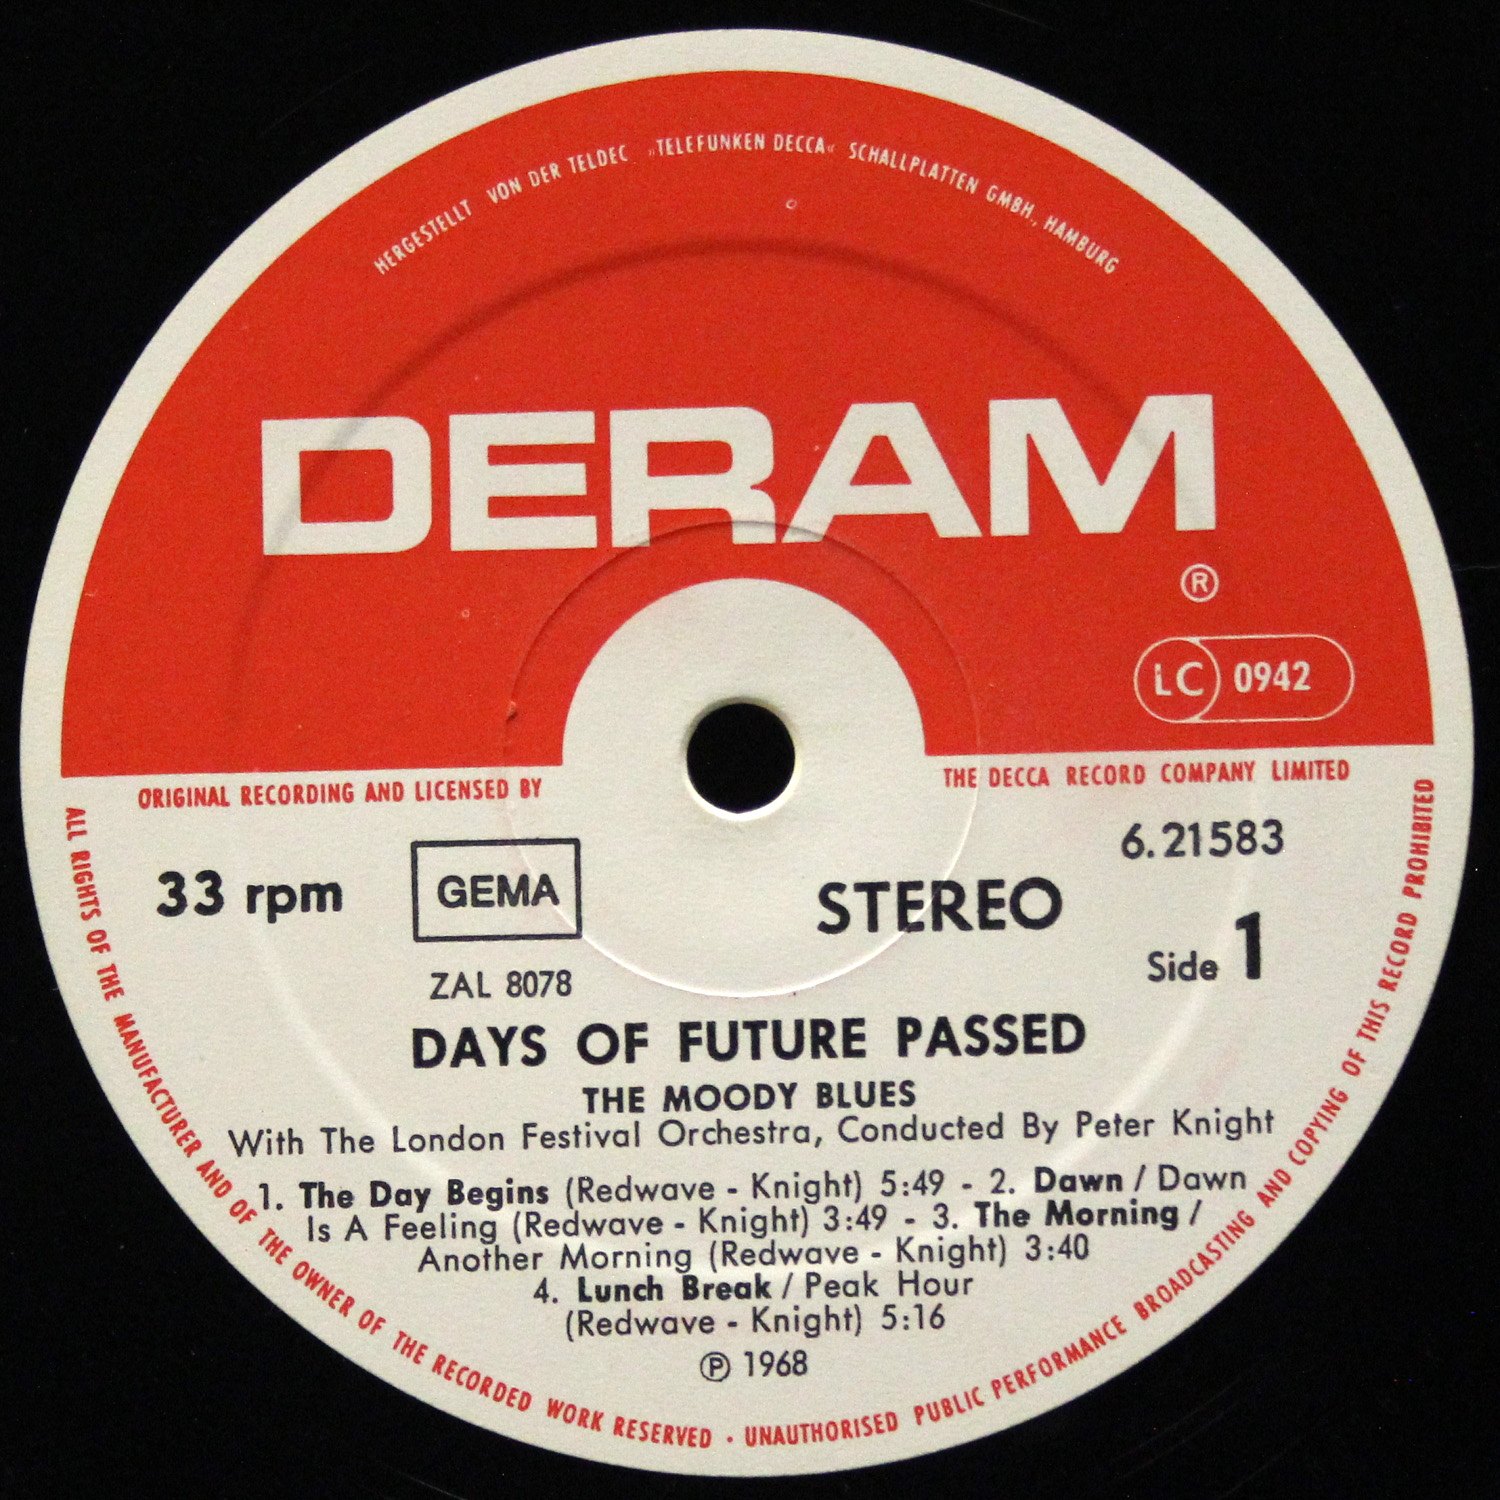 HERGESTELLT VON DER TELDEC »TELEFUNKEN DECCA« SCHALLPLATTEN GMBH., HAMBURG
DERAM
®
LC 0942
ORIGINAL RECORDING AND LICENSED BY THE DECCA RECORD COMPANY LIMITED
6.21583
33 rpm GEMA STEREO
Side 1
ZAL 8078
DAYS OF FUTURE PASSED
THE MOODY BLUES
With The London Festival Orchestra, Conducted By Peter Knight
1. The Day Begins (Redwave - Knight) 5:49 - 2. Dawn / Dawn
Is A Feeling (Redwave - Knight) 3:49 - 3. The Morning /
Another Morning (Redwave - Knight) 3:40
4. Lunch Break / Peak Hour
(Redwave - Knight) 5:16
℗ 1968
ALL RIGHTS OF THE MANUFACTURER AND OF THE OWNER OF THE RECORDED WORK RESERVED · UNAUTHORISED PUBLIC PERFORMANCE BROADCASTING AND COPYING OF THIS RECORD PROHIBITED